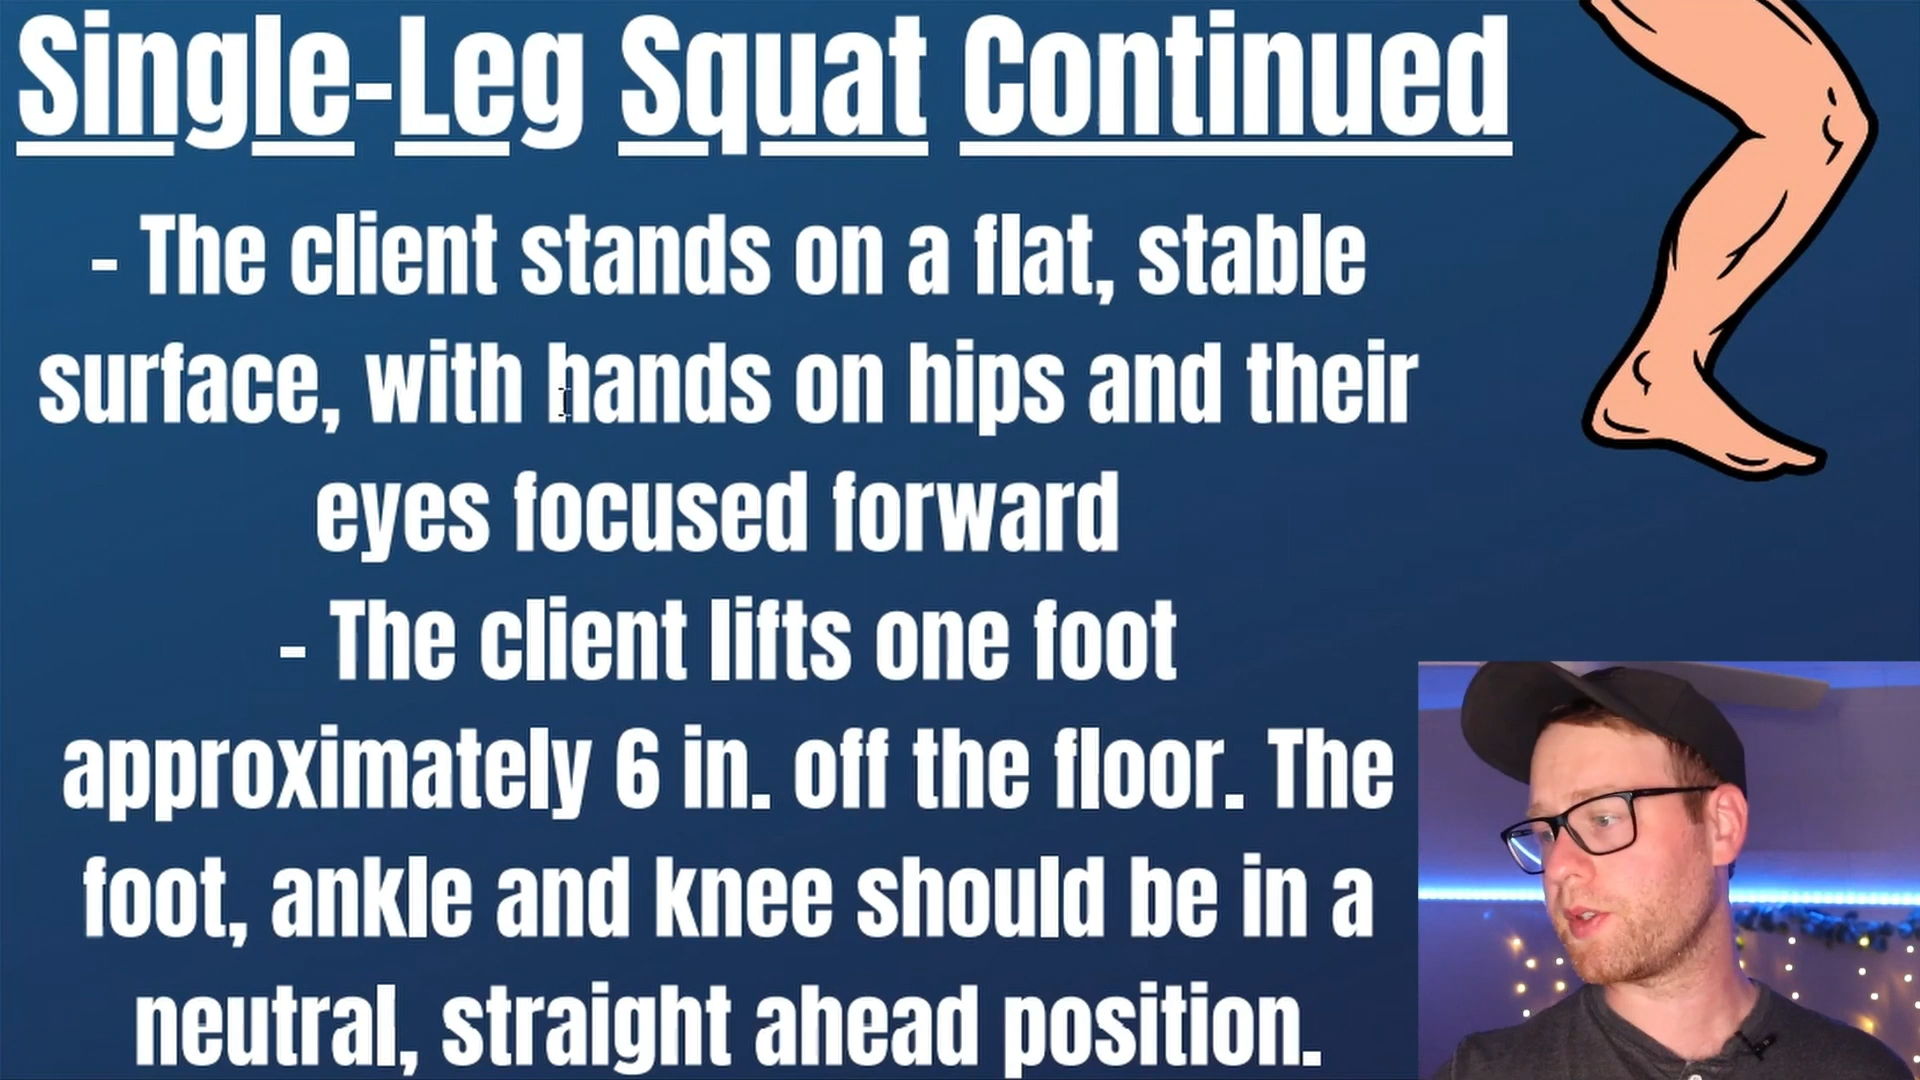 Single-Leg Squat Continued
- The client stands on a flat, stable
surface, with hands on hips and their
eyes focused forward
- The client lifts one foot
approximately 6 in. off the floor. The
foot, ankle and knee should be in a
neutral, straight ahead position.